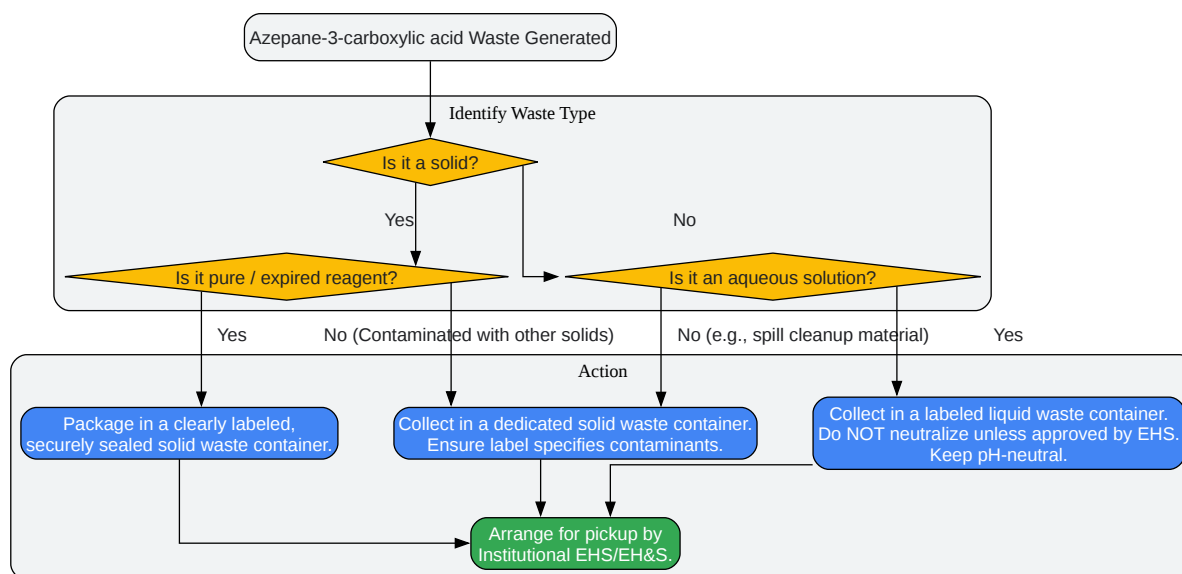 Azepane-3-carboxylic acid Waste Generated
Identify Waste Type
Is it a solid?
Yes
No
Is it pure / expired reagent?
Is it an aqueous solution?
Yes
No (Contaminated with other solids)
No (e.g., spill cleanup material)
Yes
Action
Package in a clearly labeled,
securely sealed solid waste container.
Collect in a dedicated solid waste container.
Ensure label specifies contaminants.
Collect in a labeled liquid waste container.
Do NOT neutralize unless approved by EHS.
Keep pH-neutral.
Arrange for pickup by
Institutional EHS/EH&S.